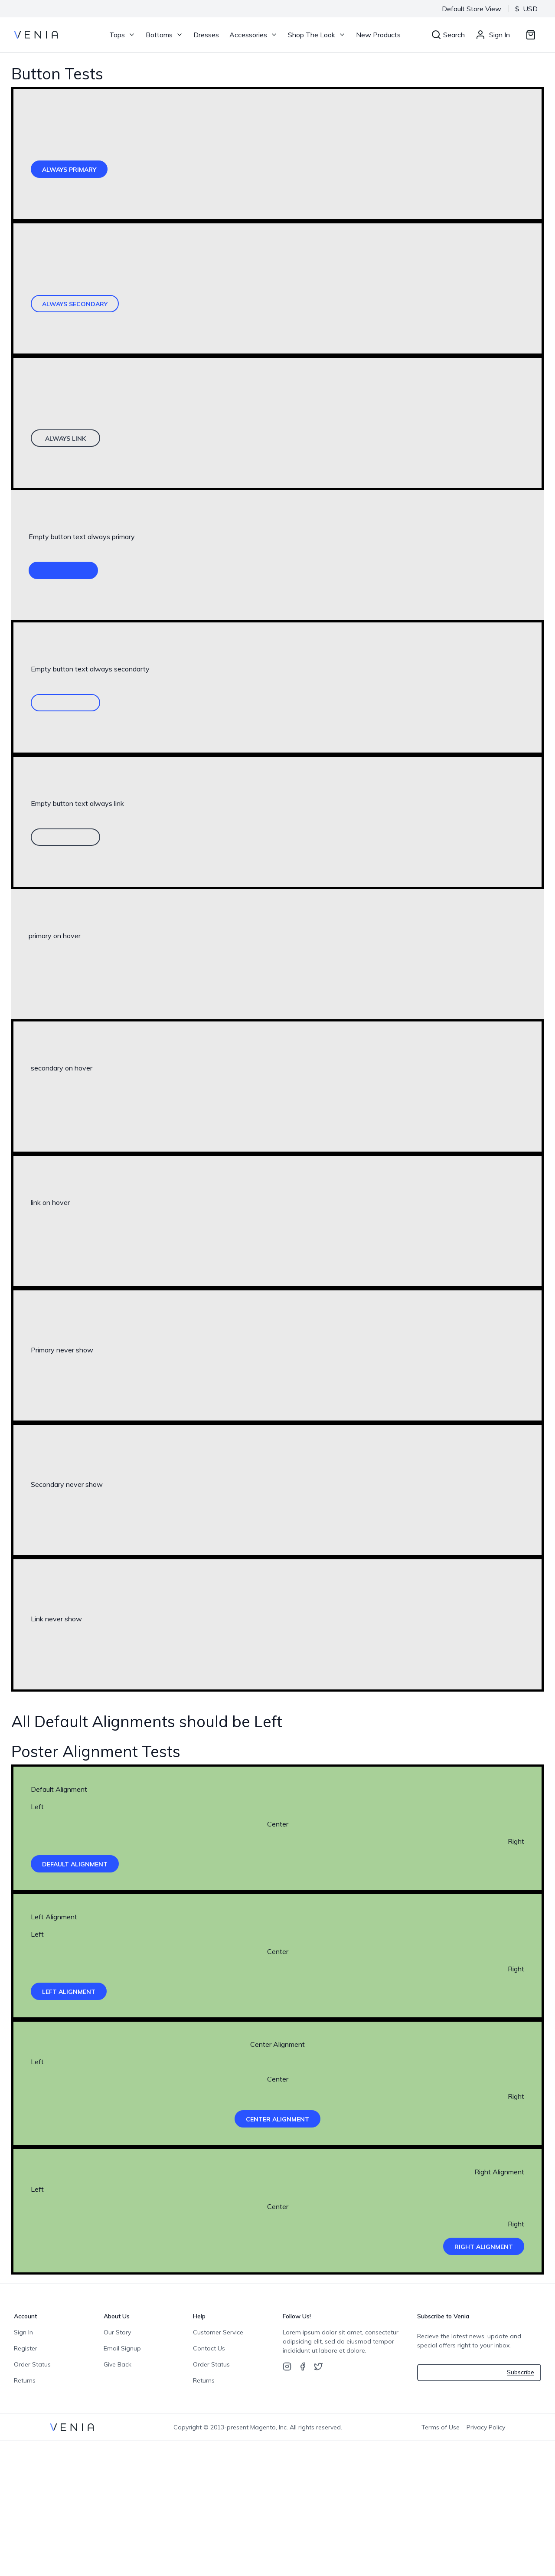 Default Store View $ USD
VENIA Tops Bottoms Dresses Accessories Shop The Look New Products Search Sign In
Button Tests
ALWAYS PRIMARY
ALWAYS SECONDARY
ALWAYS LINK
Empty button text always primary
Empty button text always secondarty
Empty button text always link
primary on hover
secondary on hover
link on hover
Primary never show
Secondary never show
Link never show
All Default Alignments should be Left
Poster Alignment Tests
Default Alignment
Left
Center
Right
DEFAULT ALIGNMENT
Left Alignment
Left
Center
Right
LEFT ALIGNMENT
Center Alignment
Left
Center
Right
CENTER ALIGNMENT
Right Alignment
Left
Center
Right
RIGHT ALIGNMENT
Account
Sign In
Register
Order Status
Returns
About Us
Our Story
Email Signup
Give Back
Help
Customer Service
Contact Us
Order Status
Returns
Follow Us!
Lorem ipsum dolor sit amet, consectetur
adipisicing elit, sed do eiusmod tempor
incididunt ut labore et dolore.
Subscribe to Venia
Recieve the latest news, update and
special offers right to your inbox.
Subscribe
VENIA Copyright © 2013-present Magento, Inc. All rights reserved. Terms of Use Privacy Policy